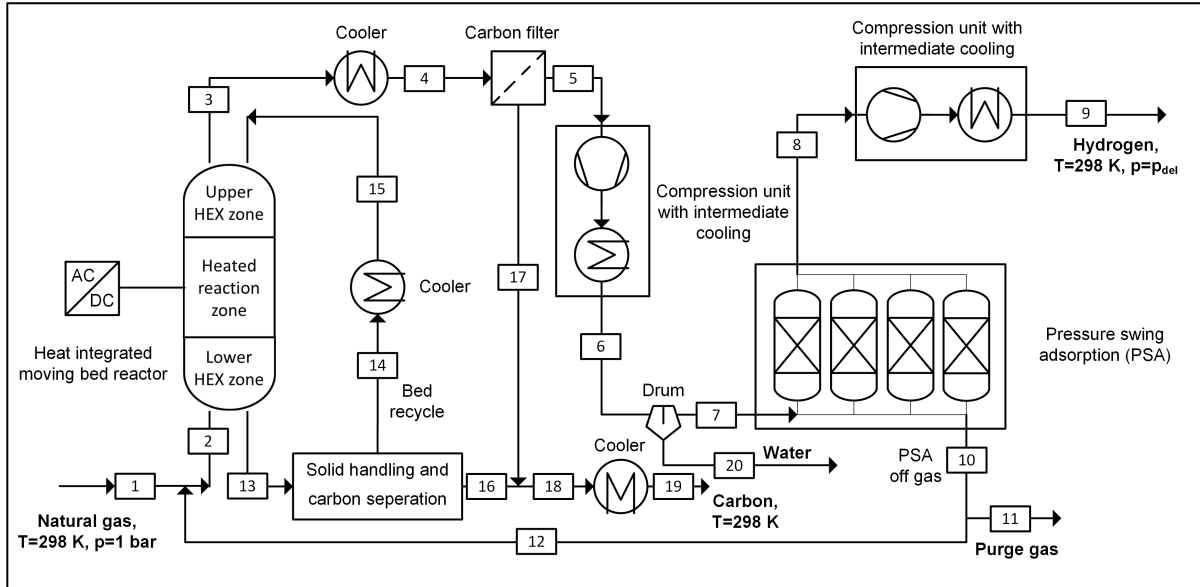 Cooler
Carbon filter
Compression unit with
intermediate cooling
3
4
5
9
8
Hydrogen,
T=298 K, p=pdel
Upper
HEX zone
15
Compression unit
with intermediate
cooling
AC
DC
Heated
reaction
zone
Cooler
17
Heat integrated
moving bed reactor
Lower
HEX zone
14
Bed
recycle
6
Pressure swing
adsorption (PSA)
Drum
7
2
Cooler
Water
20
PSA
off gas
10
1
13
Solid handling and
carbon seperation
16
18
19
Carbon,
T=298 K
Natural gas,
T=298 K, p=1 bar
12
11
Purge gas